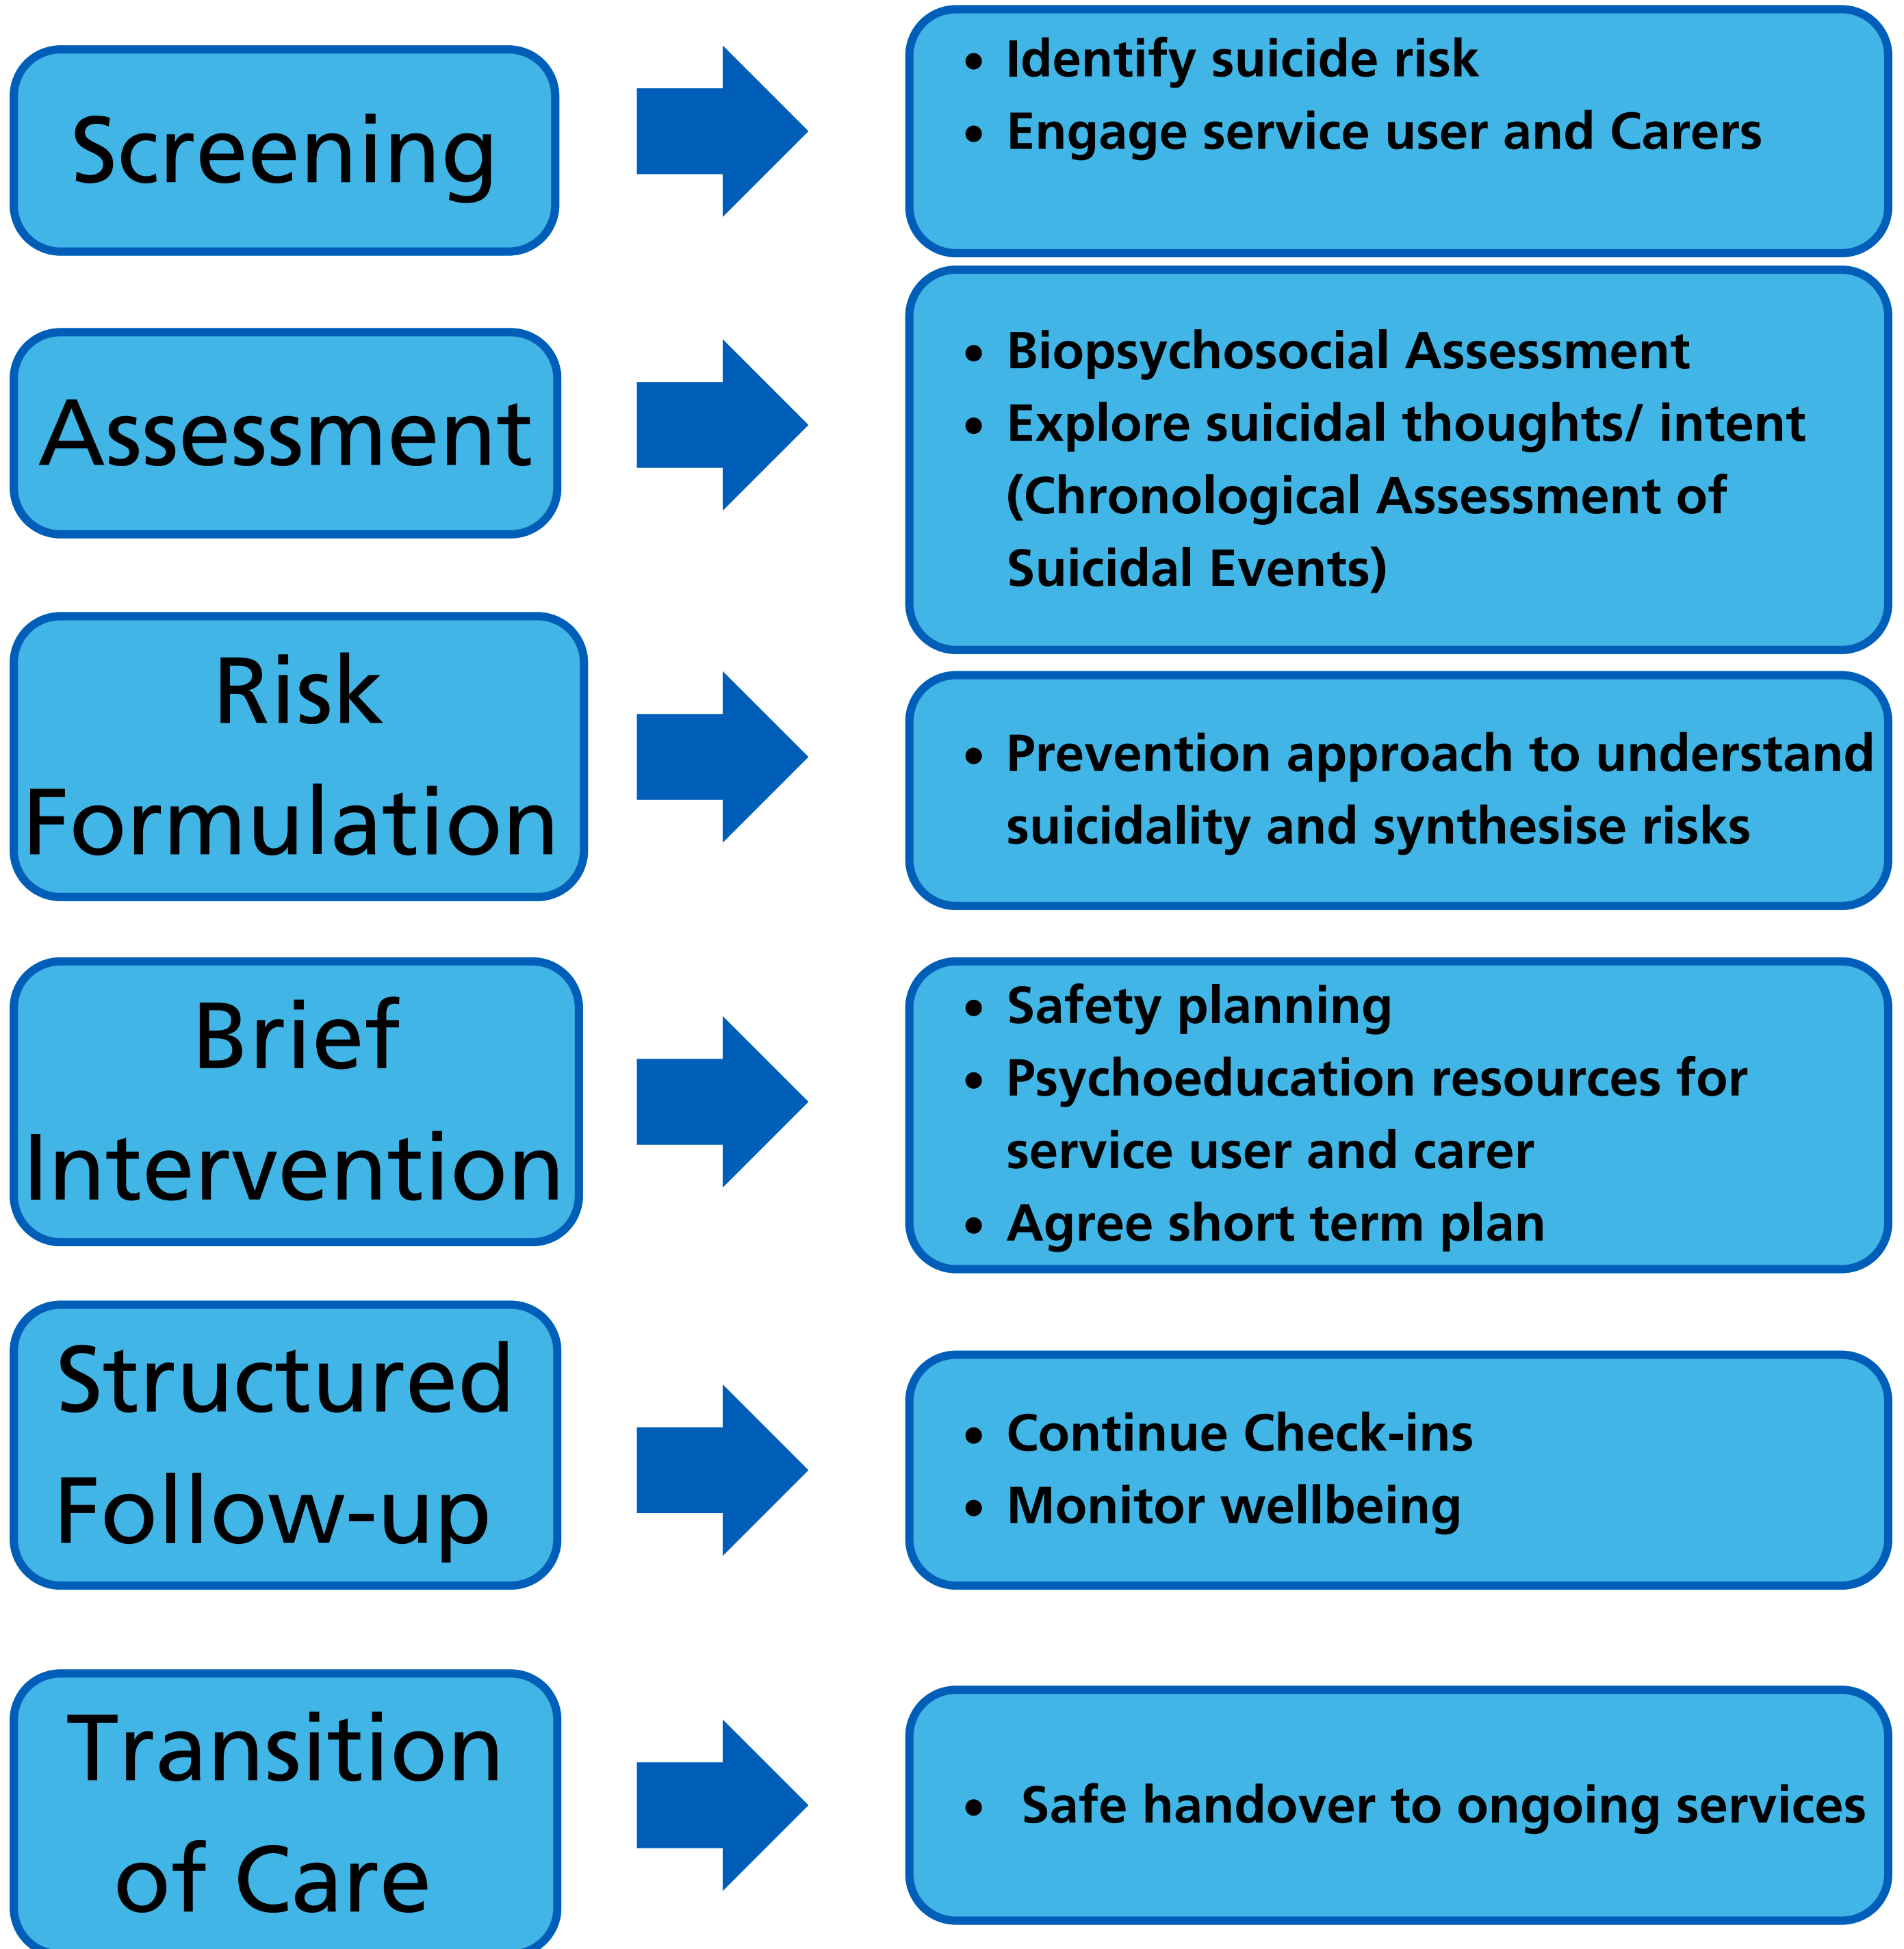 Screening
• Identify suicide risk
• Engage service user and Carers
Assessment
• Biopsychosocial Assessment
• Explore suicidal thoughts/ intent
(Chronological Assessment of
Suicidal Events)
Risk
Formulation
• Prevention approach to understand
suicidality and synthesise risks
Brief
Intervention
• Safety planning
• Psychoeducation resources for
service user and carer
• Agree short term plan
Structured
Follow-up
• Continue Check-ins
• Monitor wellbeing
Transition
of Care
• Safe handover to ongoing services